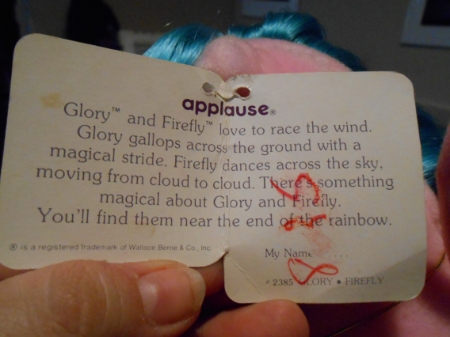 applause®
Glory™ and Firefly™ love to race the wind.
Glory gallops across the ground with a
magical stride. Firefly dances across the sky,
moving from cloud to cloud. There's something
magical about Glory and Firefly.
You'll find them near the end of the rainbow.
® is a registered trademark of Wallace Berrie & Co., Inc.
My Name
# 2385 GLORY • FIREFLY